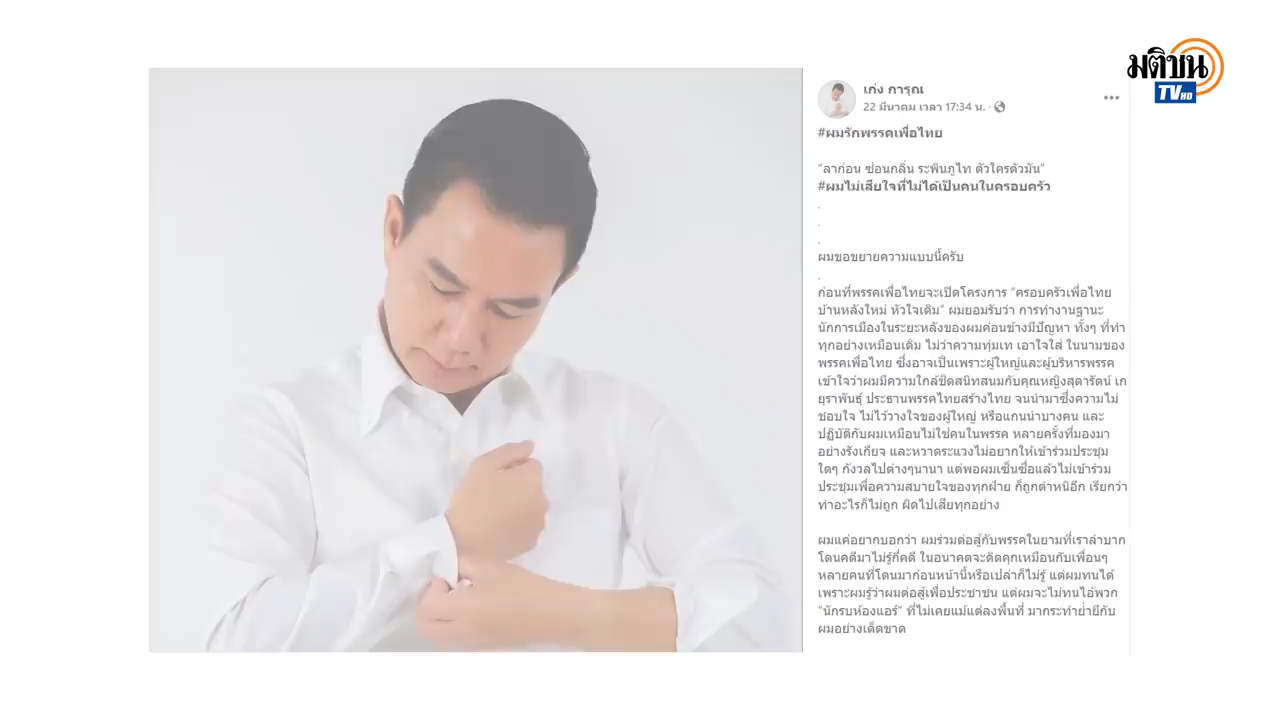 มติชน
TV HD
เก่ง การุณ
22 มีนาคม เวลา 17:34 น. ·
#ผมรักพรรคเพื่อไทย
“ลาก่อน ซ่อนกลิ่น ระพินภูไท ตัวใครตัวมัน”
#ผมไม่เสียใจที่ไม่ได้เป็นคนในครอบครัว
.
.
.
ผมขอขยายความแบบนี้ครับ
.
ก่อนที่พรรคเพื่อไทยจะเปิดโครงการ “ครอบครัวเพื่อไทย
บ้านหลังใหม่ หัวใจเดิม” ผมยอมรับว่า การทำงานฐานะ
นักการเมืองในระยะหลังของผมค่อนข้างมีปัญหา ทั้งๆ ที่ทำ
ทุกอย่างเหมือนเดิม ไม่ว่าความทุ่มเท เอาใจใส่ ในนามของ
พรรคเพื่อไทย ซึ่งอาจเป็นเพราะผู้ใหญ่และผู้บริหารพรรค
เข้าใจว่าผมมีความใกล้ชิดสนิทสนมกับคุณหญิงสุดารัตน์ เก
ยุราพันธุ์ ประธานพรรคไทยสร้างไทย จนนำมาซึ่งความไม่
ชอบใจ ไม่ไว้วางใจของผู้ใหญ่ หรือแกนนำบางคน และ
ปฏิบัติกับผมเหมือนไม่ใช่คนในพรรค หลายครั้งที่มองมา
อย่างรังเกียจ และหวาดระแวงไม่อยากให้เข้าร่วมประชุม
ใดๆ กังวลไปต่างๆนานา แต่พอผมเซ็นชื่อแล้วไม่เข้าร่วม
ประชุมเพื่อความสบายใจของทุกฝ่าย ก็ถูกตำหนิอีก เรียกว่า
ทำอะไรก็ไม่ถูก ผิดไปเสียทุกอย่าง
ผมแค่อยากบอกว่า ผมร่วมต่อสู้กับพรรคในยามที่เราลำบาก
โดนคดีมาไม่รู้กี่คดี ในอนาคตจะติดคุกเหมือนกับเพื่อนๆ
หลายคนที่โดนมาก่อนหน้านี้หรือเปล่าก็ไม่รู้ แต่ผมทนได้
เพราะผมรู้ว่าผมต่อสู้เพื่อประชาชน แต่ผมจะไม่ทนไอ้พวก
“นักรบห้องแอร์” ที่ไม่เคยแม้แต่ลงพื้นที่ มากระทำย่ำยีกับ
ผมอย่างเด็ดขาด